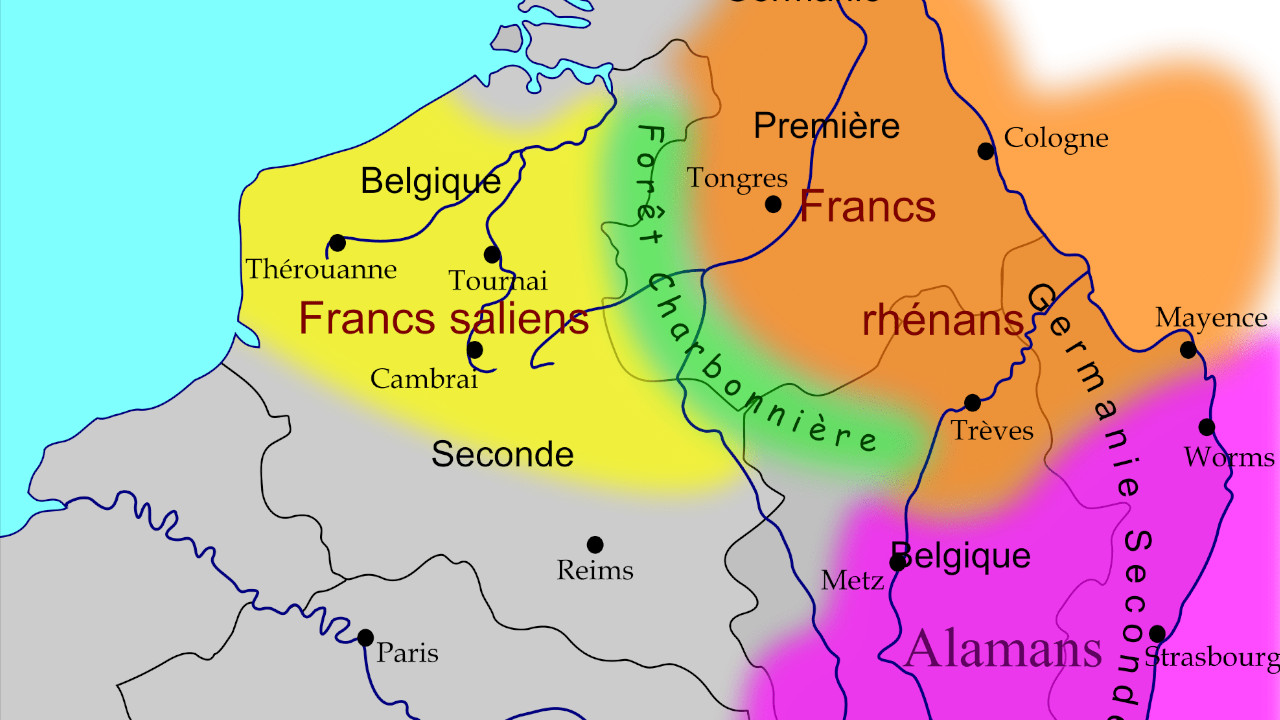 Germanie
Première
Cologne
Belgique
Tongres
Francs
Forêt Charbonnière
Thérouanne
Tournai
Francs saliens
rhénans
Germanie Seconde
Mayence
Cambrai
Trèves
Seconde
Worms
Reims
Belgique
Metz
Paris
Alamans
Strasbourg